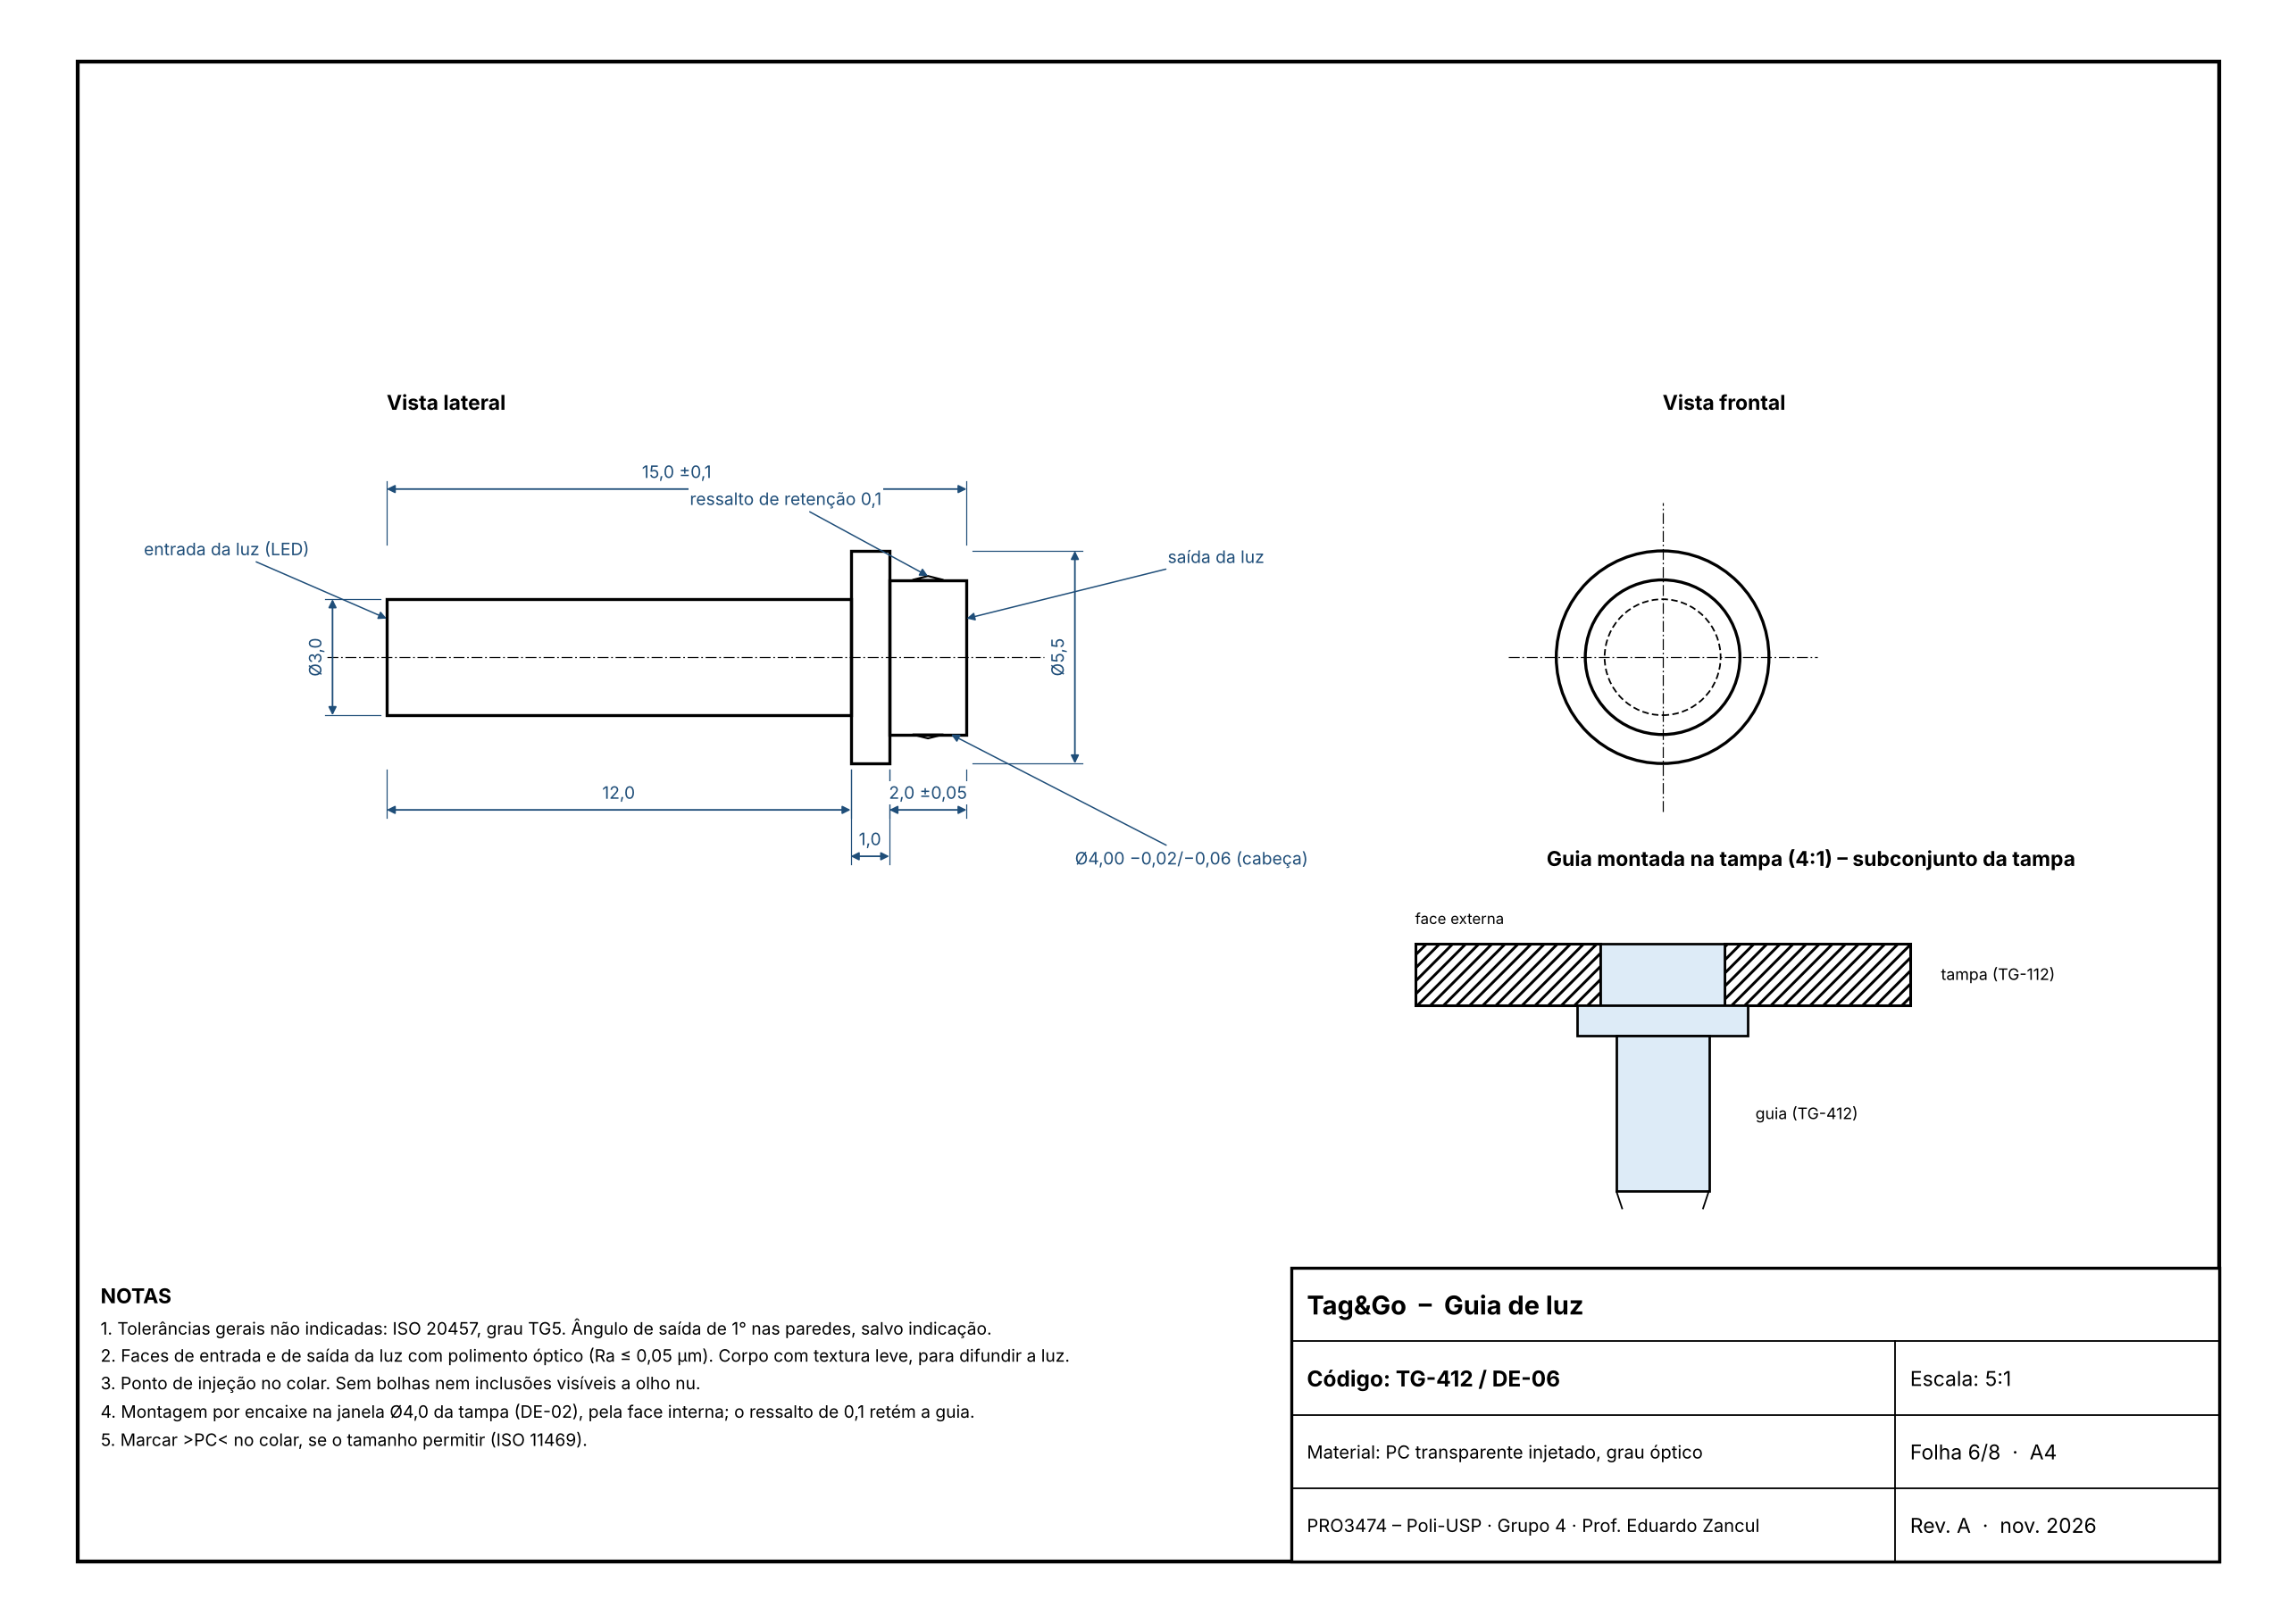 Vista lateral
Vista frontal
15,0 ±0,1
ressalto de retenção 0,1
entrada da luz (LED)
saída da luz
Ø3,0
Ø5,5
12,0
2,0 ±0,05
1,0
Ø4,00 −0,02/−0,06 (cabeça)
Guia montada na tampa (4:1) – subconjunto da tampa
face externa
tampa (TG-112)
guia (TG-412)
NOTAS
1. Tolerâncias gerais não indicadas: ISO 20457, grau TG5. Ângulo de saída de 1° nas paredes, salvo indicação.
2. Faces de entrada e de saída da luz com polimento óptico (Ra ≤ 0,05 µm). Corpo com textura leve, para difundir a luz.
3. Ponto de injeção no colar. Sem bolhas nem inclusões visíveis a olho nu.
4. Montagem por encaixe na janela Ø4,0 da tampa (DE-02), pela face interna; o ressalto de 0,1 retém a guia.
5. Marcar >PC< no colar, se o tamanho permitir (ISO 11469).
Tag&Go – Guia de luz
Código: TG-412 / DE-06
Escala: 5:1
Material: PC transparente injetado, grau óptico
Folha 6/8 · A4
PRO3474 – Poli-USP · Grupo 4 · Prof. Eduardo Zancul
Rev. A · nov. 2026